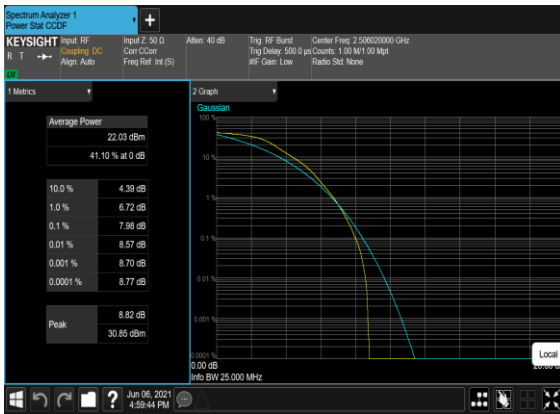 Spectrum Analyzer 1
Power Stat CCDF
KEYSIGHT
R T
Input: RF
Coupling: DC
Align: Auto
Input Z: 50 Ω
Corr CCorr
Freq Ref: Int (S)
Atten: 40 dB
Trig: RF Burst
Trig Delay: 500.0 µs
#IF Gain: Low
Center Freq: 2.506020000 GHz
Counts: 1.00 M/1.00 Mpt
Radio Std: None
1 Metrics
Average Power
22.03 dBm
41.10 % at 0 dB
10.0 % 4.39 dB
1.0 % 6.72 dB
0.1 % 7.98 dB
0.01 % 8.57 dB
0.001 % 8.70 dB
0.0001 % 8.77 dB
Peak
8.82 dB
30.85 dBm
2 Graph
Gaussian
100 %
10 %
1 %
0.1 %
0.01 %
0.001 %
0.0001 %
0.00 dB
Info BW 25.000 MHz
Local
Jun 06, 2021
4:59:44 PM